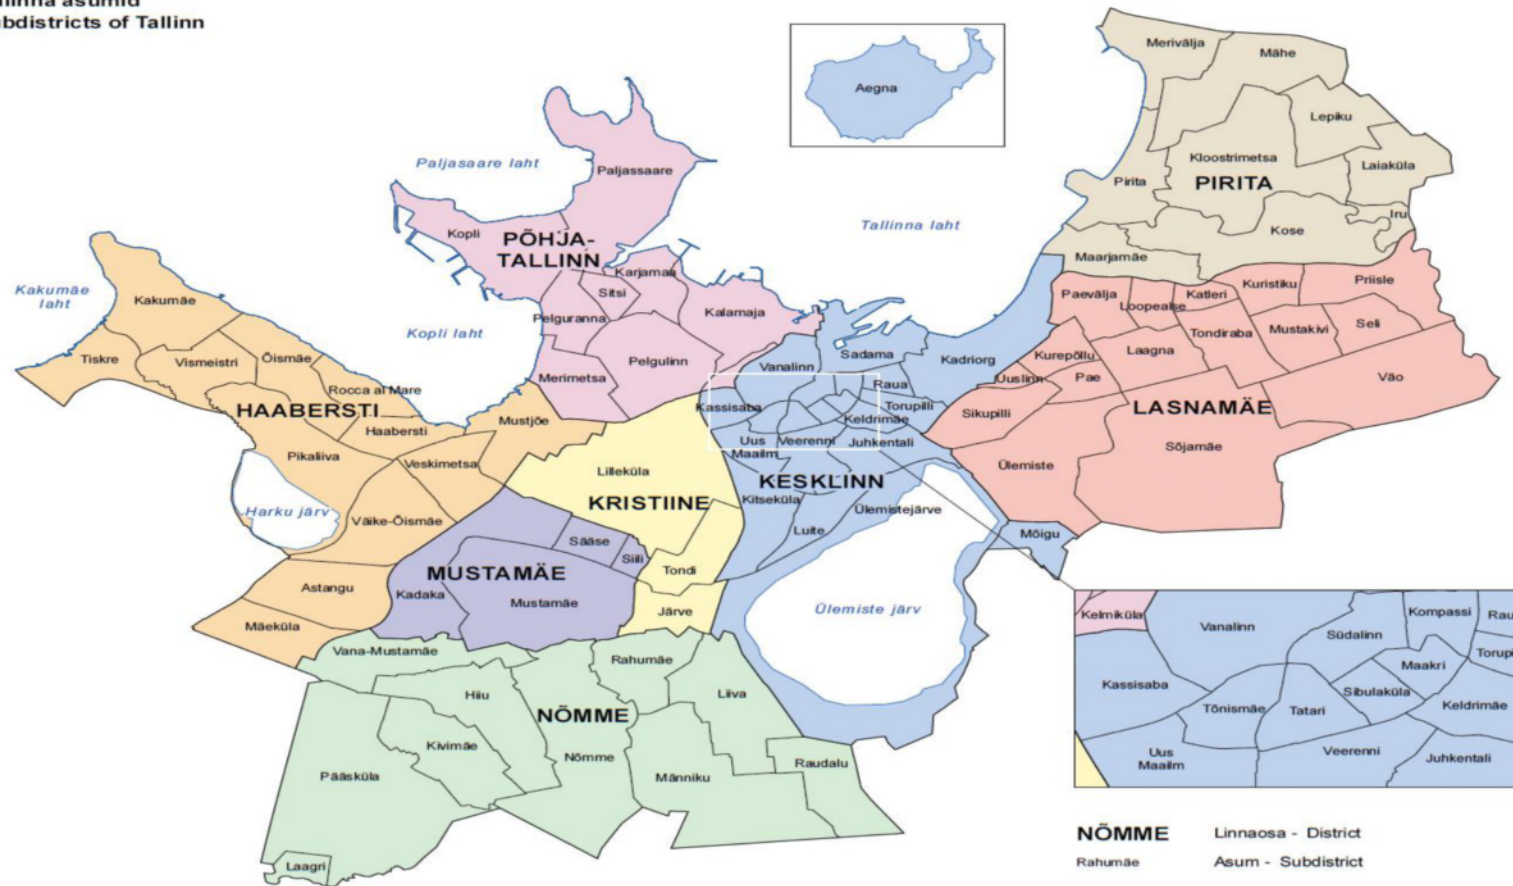 Subdistricts of Tallinn
Aegna
Merivälja
Mähe
Lepiku
Kloostrimetsa
Laiaküla
Pirita
PIRITA
Iru
Kose
Maarjamäe
Paljasaare laht
Paljassaare
Kopli
PÕHJA-
TALLINN
Karjamaa
Sitsi
Pelguranna
Kalamaja
Pelgulinn
Merimetsa
Tallinna laht
Kopli laht
Kakumäe
laht
Kakumäe
Tiskre
Vismeistri
Õismäe
Rocca al Mare
HAABERSTI
Haabersti
Mustjõe
Pikaliiva
Veskimetsa
Harku järv
Väike-Õismäe
Astangu
Mäeküla
Lilleküla
KRISTIINE
Tondi
Järve
Sääse
Siili
MUSTAMÄE
Kadaka
Mustamäe
Vanalinn
Sadama
Kadriorg
Raua
Kassisaba
Torupilli
Keldrimäe
Uus
Maailm
Veerenni
Juhkentali
KESKLINN
Kitseküla
Ülemistejärve
Luite
Mõigu
Ülemiste järv
Paevälja
Loopealse
Katleri
Kuristiku
Priisle
Tondiraba
Mustakivi
Seli
Kurepõllu
Laagna
Uuslinn
Pae
Väo
Sikupilli
LASNAMÄE
Sõjamäe
Ülemiste
Vana-Mustamäe
Rahumäe
Hiiu
Liiva
NÕMME
Kivimäe
Nõmme
Pääsküla
Männiku
Raudalu
Laagri
Kelmiküla
Vanalinn
Südalinn
Kompassi
Kassisaba
Maakri
Sibulaküla
Tõnismäe
Tatari
Keldrimäe
Uus
Maailm
Veerenni
Juhkentali
NÕMME
Linnaosa - District
Rahumäe
Asum - Subdistrict